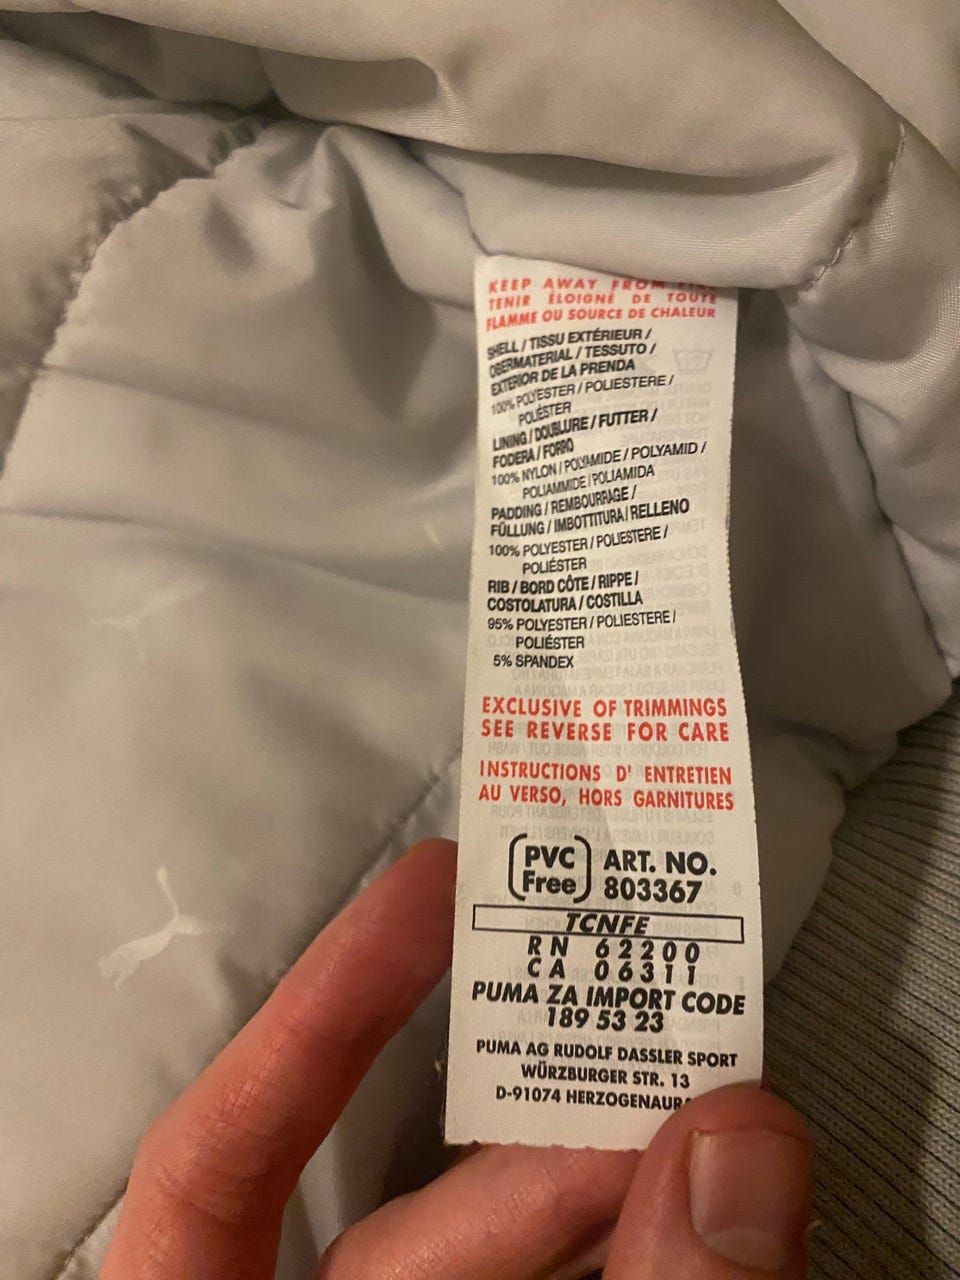 KEEP AWAY FROM FIRE
TENIR ÉLOIGNÉ DE TOUTE
FLAMME OU SOURCE DE CHALEUR
SHELL / TISSU EXTÉRIEUR /
OBERMATERIAL / TESSUTO /
EXTERIOR DE LA PRENDA
100% POLYESTER / POLIESTERE /
POLIÉSTER
LINING / DOUBLURE / FUTTER /
FODERA / FORRO
100% NYLON / POLYAMIDE / POLYAMID /
POLIAMMIDE / POLIAMIDA
PADDING / REMBOURRAGE /
FÜLLUNG / IMBOTTITURA / RELLENO
100% POLYESTER / POLIESTERE /
POLIÉSTER
RIB / BORD CÔTE / RIPPE /
COSTOLATURA / COSTILLA
95% POLYESTER / POLIESTERE /
POLIÉSTER
5% SPANDEX
EXCLUSIVE OF TRIMMINGS
SEE REVERSE FOR CARE
INSTRUCTIONS D' ENTRETIEN
AU VERSO, HORS GARNITURES
PVC Free ART. NO.
803367
TCNFE
RN 62200
CA 06311
PUMA ZA IMPORT CODE
189 53 23
PUMA AG RUDOLF DASSLER SPORT
WÜRZBURGER STR. 13
D-91074 HERZOGENAUR